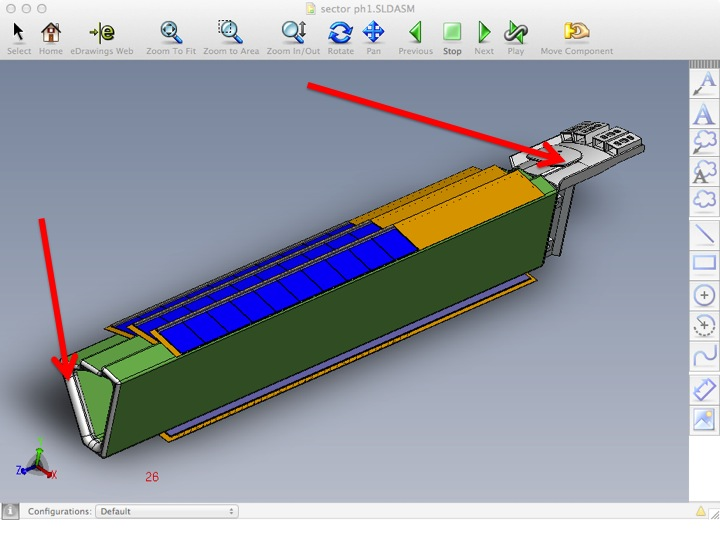 sector ph1.SLDASM
Select Home eDrawings Web Zoom To Fit Zoom to Area Zoom In/Out Rotate Pan Previous Stop Next Play Move Component
A
A
A
Z X
26
Configurations: Default